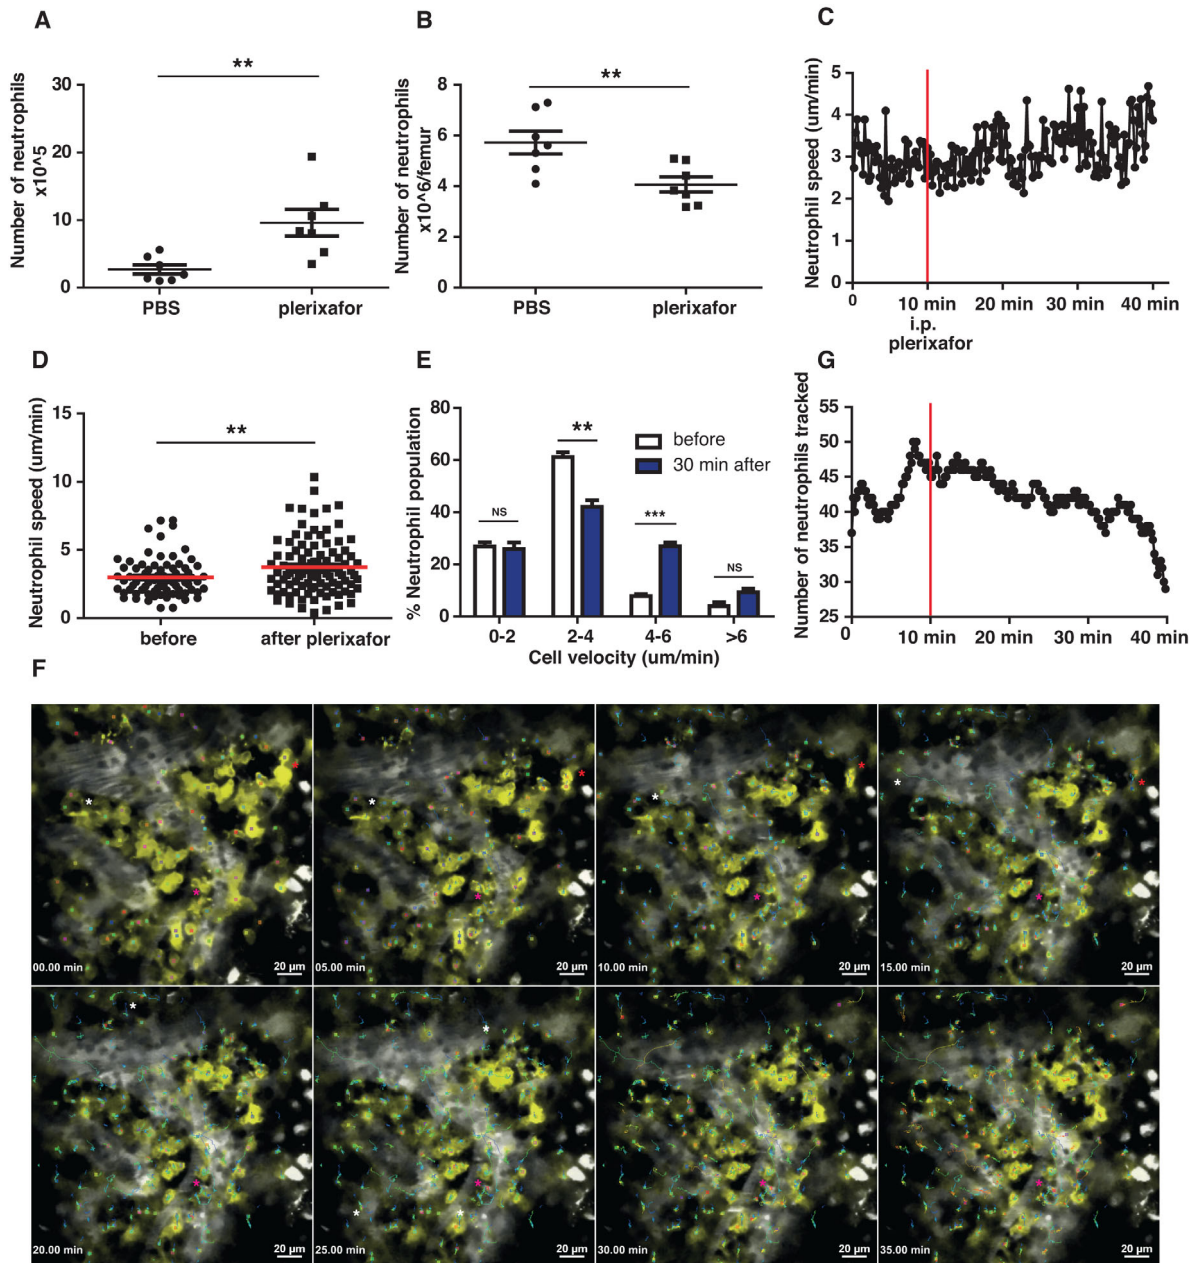 A
Number of neutrophils
x10^5
30
20
10
0
**
PBS
plerixafor
B
Number of neutrophils
x10^6/femur
8
6
4
2
0
**
PBS
plerixafor
C
Neutrophil speed (um/min)
5
4
3
2
1
0
0
10 min
20 min
30 min
40 min
i.p.
plerixafor
D
Neutrophil speed (um/min)
15
10
5
0
**
before
after plerixafor
E
% Neutrophil population
80
60
40
20
0
NS
**
***
NS
before
30 min after
0-2
2-4
4-6
>6
Cell velocity (um/min)
G
Number of neutrophils tracked
55
50
45
40
35
30
25
0
10 min
20 min
30 min
40 min
F
00.00 min
20 µm
05.00 min
20 µm
10.00 min
20 µm
15.00 min
20 µm
20.00 min
20 µm
25.00 min
20 µm
30.00 min
20 µm
35.00 min
20 µm